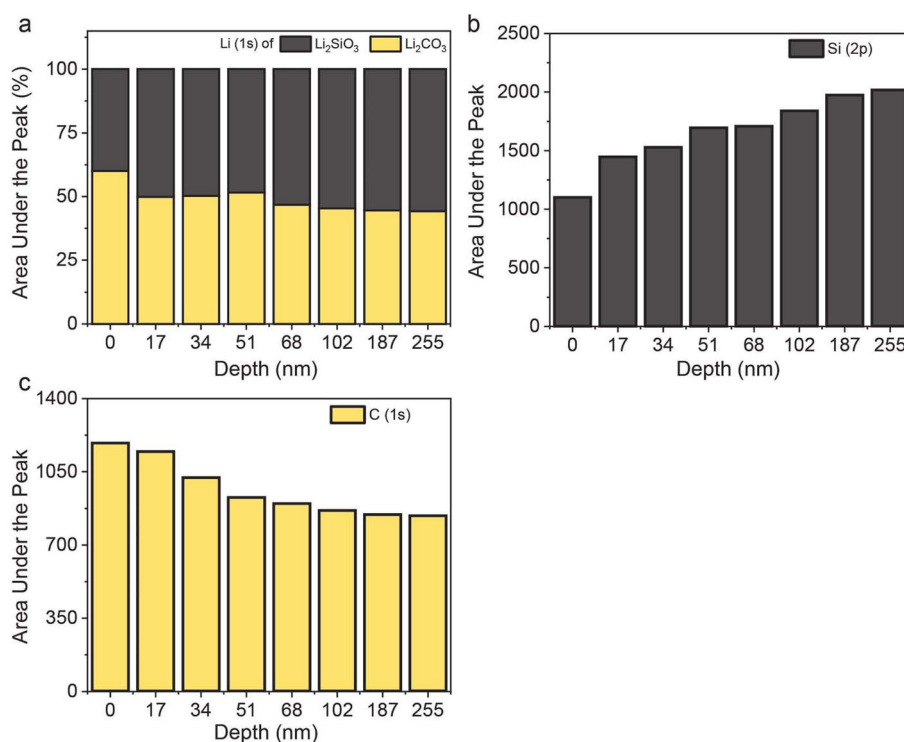 a
Li (1s) of Li₂SiO₃ Li₂CO₃
Area Under the Peak (%)
100
75
50
25
0
0 17 34 51 68 102 187 255
Depth (nm)
b
Si (2p)
Area Under the Peak
2500
2000
1500
1000
500
0
0 17 34 51 68 102 187 255
Depth (nm)
c
C (1s)
Area Under the Peak
1400
1050
700
350
0
0 17 34 51 68 102 187 255
Depth (nm)